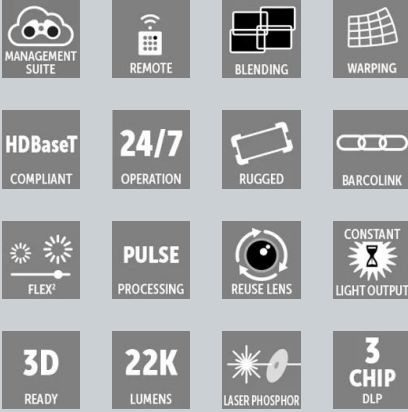 MANAGEMENT
SUITE
REMOTE
BLENDING
WARPING
HDBaseT
COMPLIANT
24/7
OPERATION
RUGGED
BARCOLINK
FLEX²
PULSE
PROCESSING
REUSE LENS
CONSTANT
LIGHT OUTPUT
3D
READY
22K
LUMENS
LASER PHOSPHOR
3
CHIP
DLP